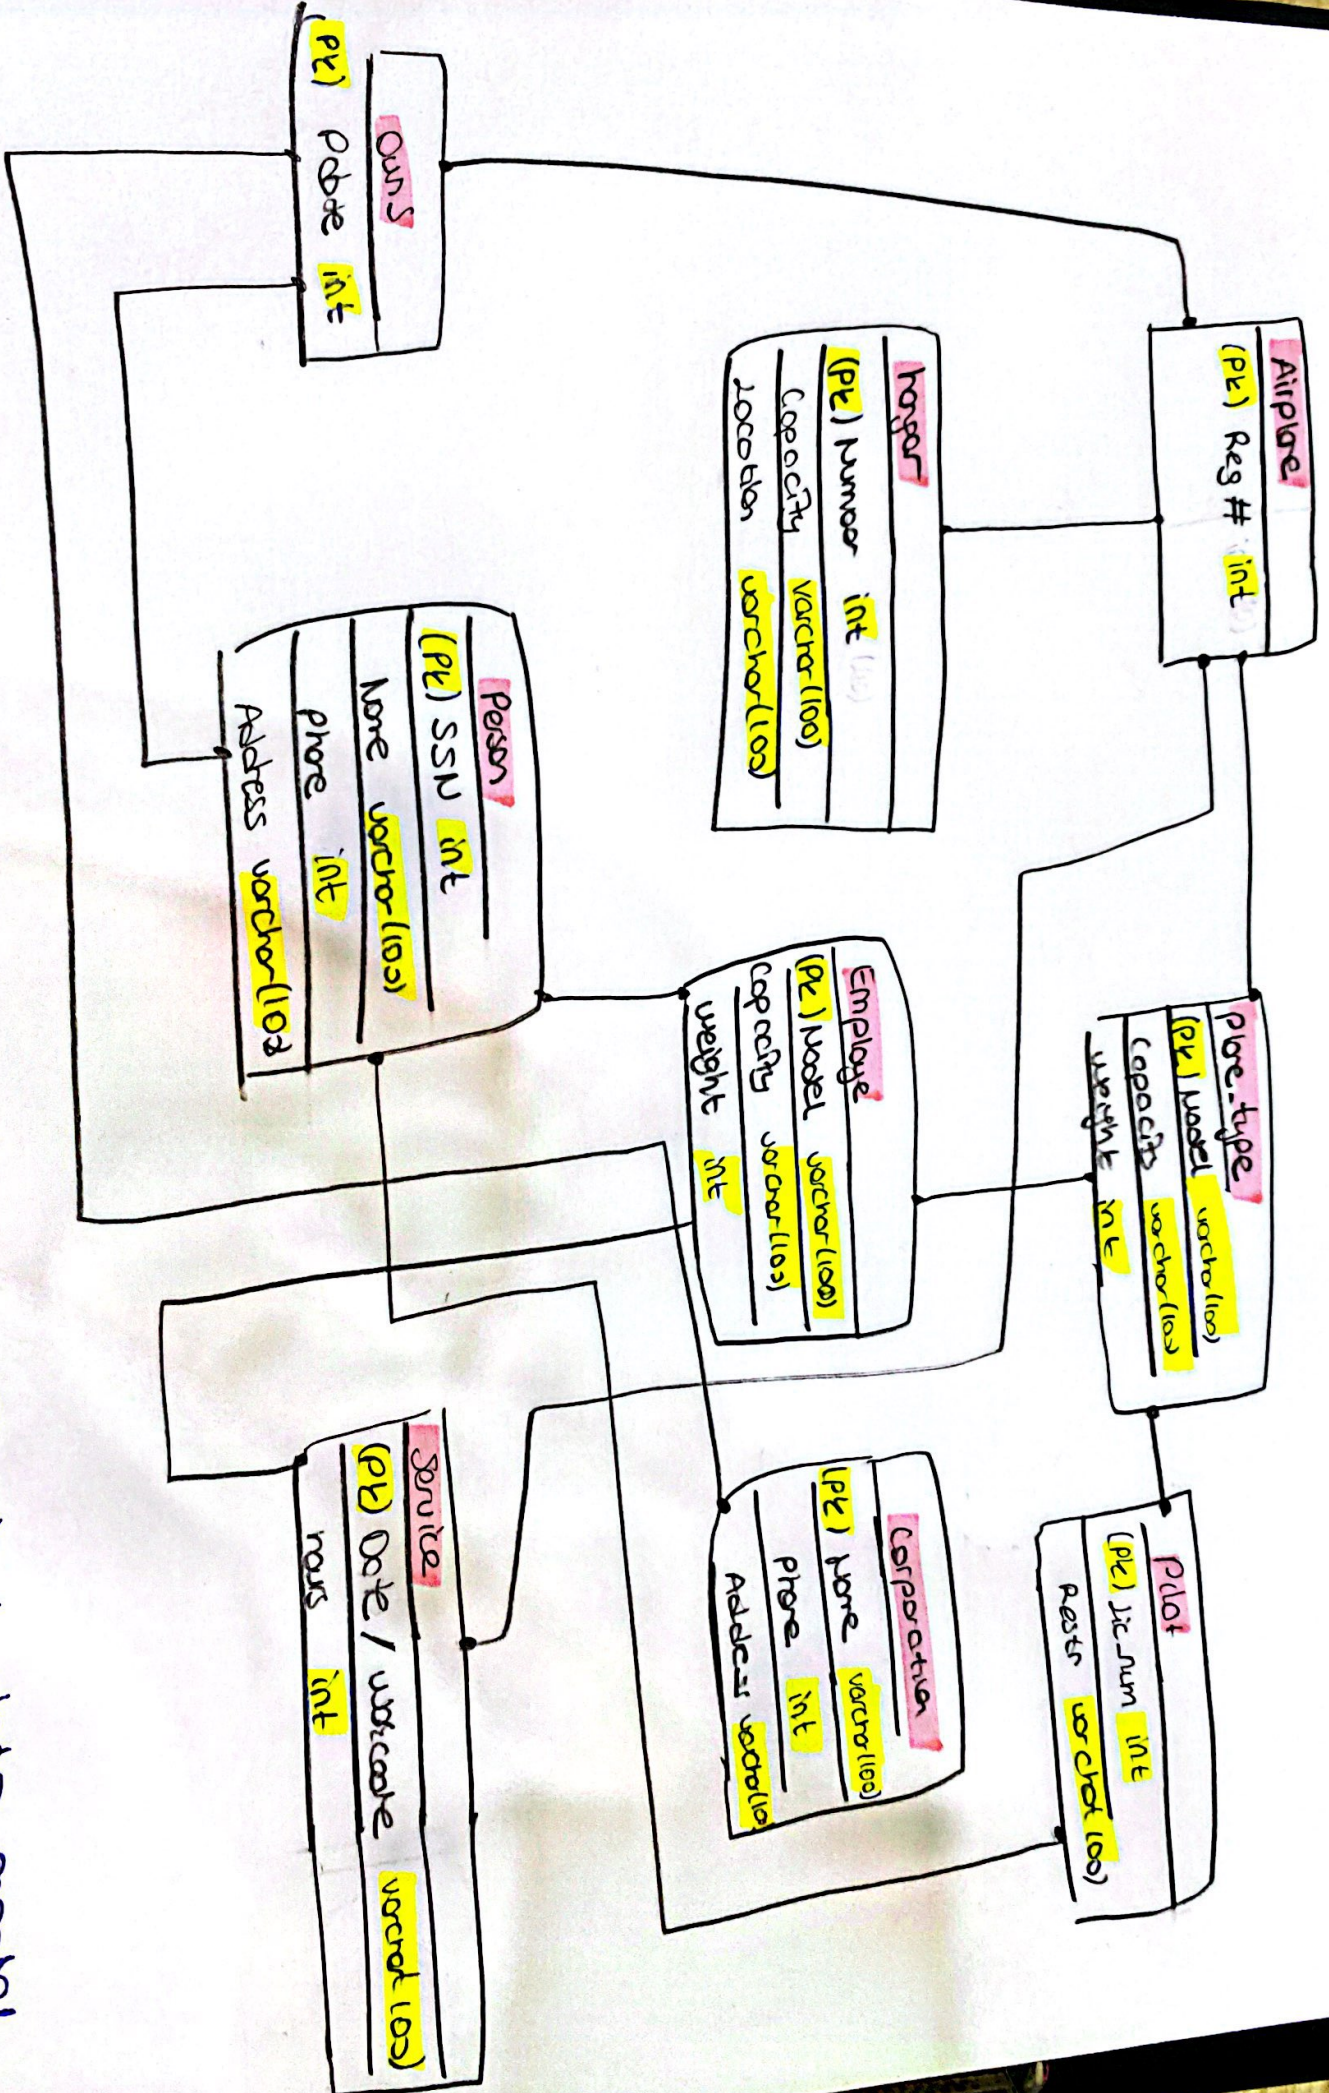 Airplane
(Pk) Reg # int
Plane_type
(Pk) Model varchar(100)
Capacity varchar(100)
weight int
Pilot
(Pk) Lic_num int
Restr varchar(100)
hangar
(Pk) Number int
Capacity varchar(100)
Location varchar(100)
Employe
(Pk) Model varchar(100)
Capacity varchar(100)
weight int
Corporation
(Pk) Name varchar(100)
Phone int
Address varchar(100
Owns
(Pk) Pdate int
Person
(Pk) SSN int
Name varchar(100)
phone int
Address varchar(100
Service
(Pk) Date / workcode varchar(100)
hours int